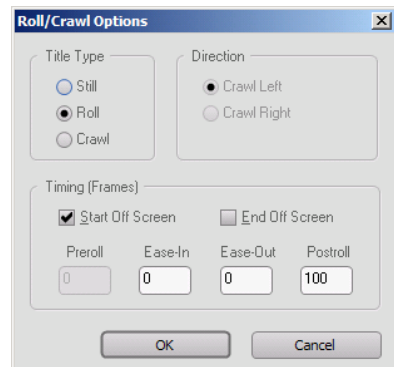 Roll/Crawl Options
Title Type
Direction
Still
Crawl Left
Roll
Crawl Right
Crawl
Timing (Frames)
Start Off Screen
End Off Screen
Preroll
Ease-In
Ease-Out
Postroll
0
0
0
100
OK
Cancel